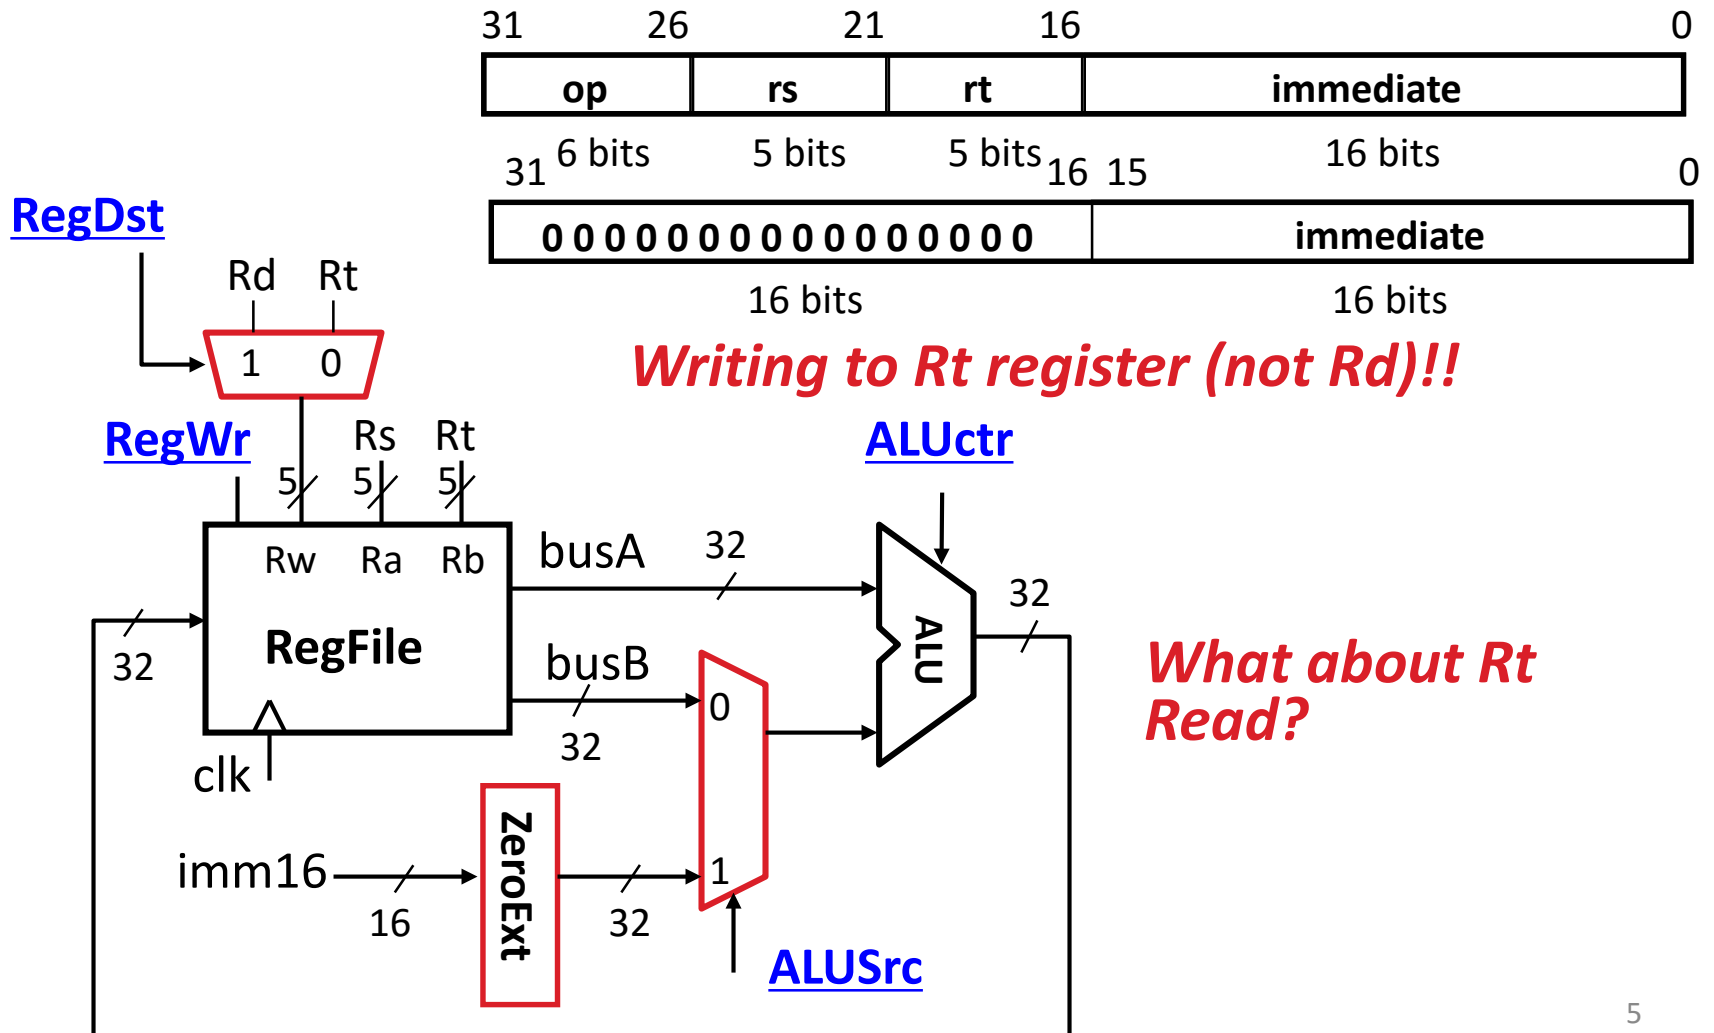 31 26 21 16 0
op rs rt immediate
6 bits 5 bits 5 bits 16 bits
31 16 15 0
0 0 0 0 0 0 0 0 0 0 0 0 0 0 0 0 immediate
16 bits 16 bits
RegDst
Rd Rt
1 0
Writing to Rt register (not Rd)!!
RegWr Rs Rt ALUctr
5 5 5
Rw Ra Rb
busA 32
32
RegFile
32
busB
32
0
ALU
What about Rt
Read?
clk
imm16
16
ZeroExt
32
1
ALUSrc
5